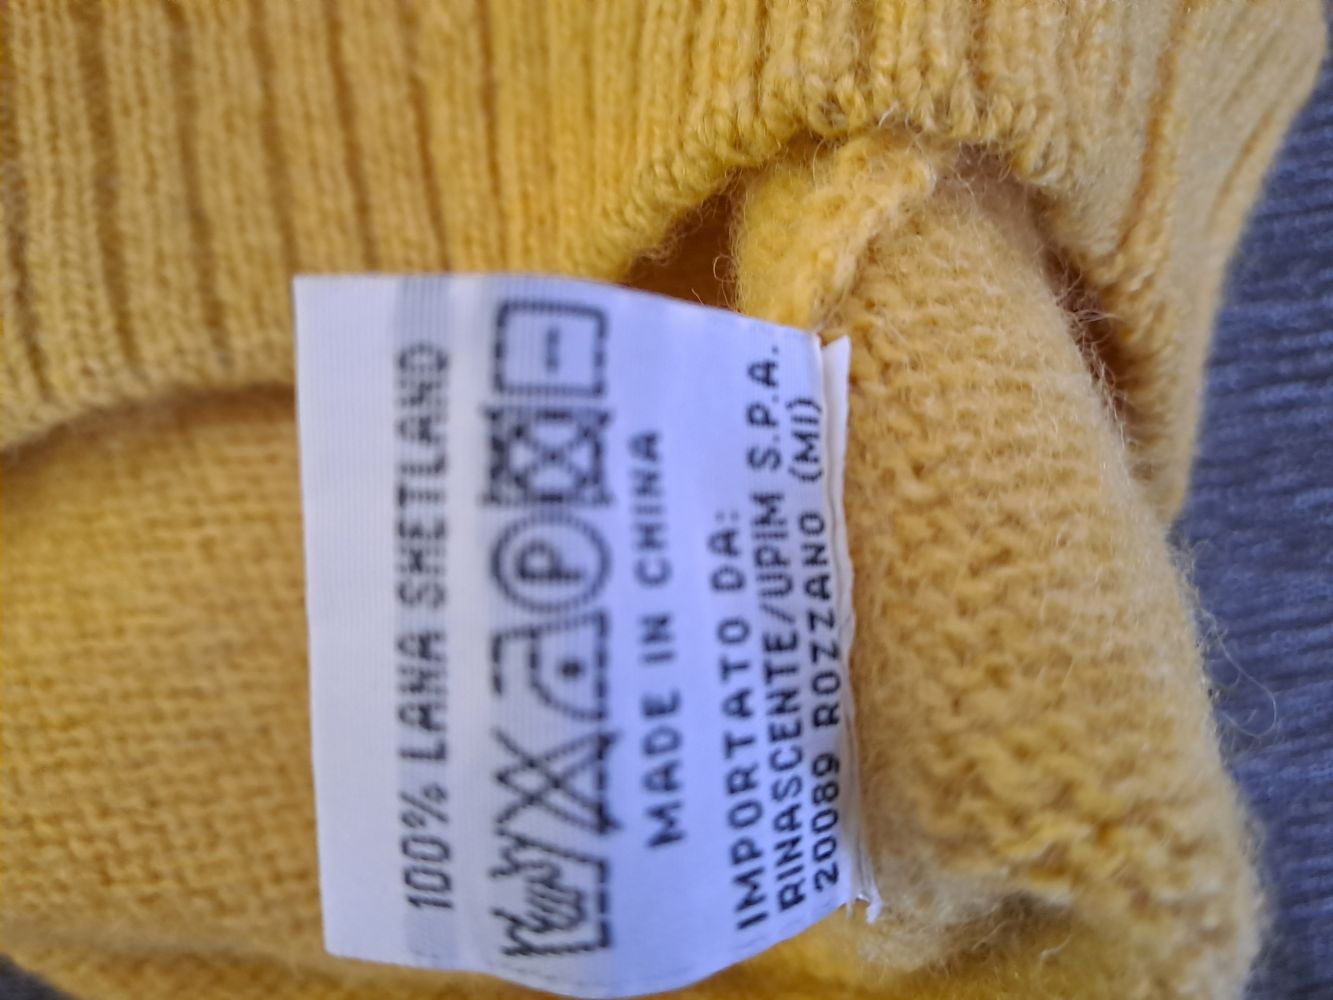 100% LANA SHETLAND
P
MADE IN CHINA
IMPORTATO DA:
RINASCENTE/UPIM S.P.A.
20089 ROZZANO (MI)